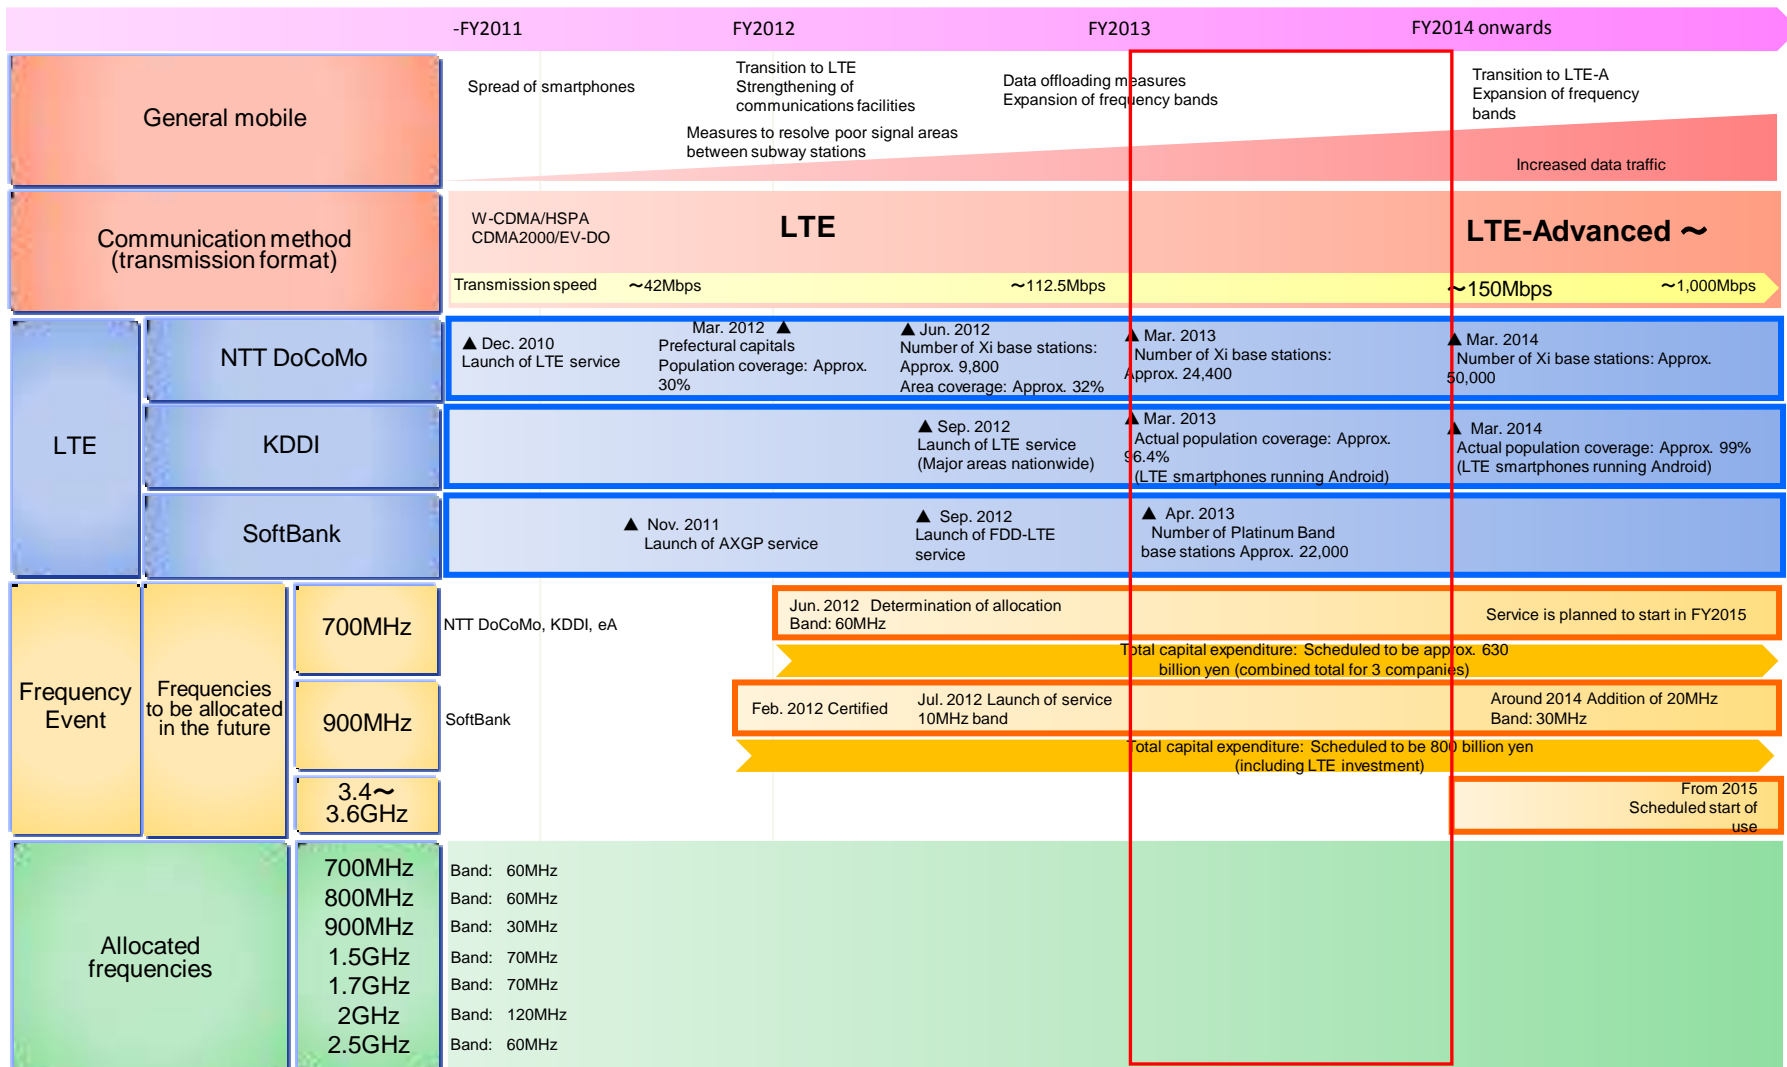 -FY2011
FY2012
FY2013
FY2014 onwards
General mobile
Spread of smartphones
Transition to LTE
Strengthening of
communications facilities
Measures to resolve poor signal areas
between subway stations
Data offloading measures
Expansion of frequency bands
Transition to LTE-A
Expansion of frequency
bands
Increased data traffic
Communication method
(transmission format)
W-CDMA/HSPA
CDMA2000/EV-DO
LTE
LTE-Advanced ～
Transmission speed
～42Mbps
～112.5Mbps
～150Mbps
～1,000Mbps
LTE
NTT DoCoMo
▲ Dec. 2010
Launch of LTE service
Mar. 2012 ▲
Prefectural capitals
Population coverage: Approx.
30%
▲ Jun. 2012
Number of Xi base stations:
Approx. 9,800
Area coverage: Approx. 32%
▲ Mar. 2013
Number of Xi base stations:
Approx. 24,400
▲ Mar. 2014
Number of Xi base stations: Approx.
50,000
KDDI
▲ Sep. 2012
Launch of LTE service
(Major areas nationwide)
▲ Mar. 2013
Actual population coverage: Approx.
96.4%
(LTE smartphones running Android)
▲ Mar. 2014
Actual population coverage: Approx. 99%
(LTE smartphones running Android)
SoftBank
▲ Nov. 2011
Launch of AXGP service
▲ Sep. 2012
Launch of FDD-LTE
service
▲ Apr. 2013
Number of Platinum Band
base stations Approx. 22,000
Frequency
Event
Frequencies
to be allocated
in the future
700MHz
NTT DoCoMo, KDDI, eA
Jun. 2012 Determination of allocation
Band: 60MHz
Service is planned to start in FY2015
Total capital expenditure: Scheduled to be approx. 630
billion yen (combined total for 3 companies)
900MHz
SoftBank
Feb. 2012 Certified
Jul. 2012 Launch of service
10MHz band
Around 2014 Addition of 20MHz
Band: 30MHz
Total capital expenditure: Scheduled to be 800 billion yen
(including LTE investment)
3.4～
3.6GHz
From 2015
Scheduled start of
use
Allocated
frequencies
700MHz Band: 60MHz
800MHz Band: 60MHz
900MHz Band: 30MHz
1.5GHz Band: 70MHz
1.7GHz Band: 70MHz
2GHz Band: 120MHz
2.5GHz Band: 60MHz